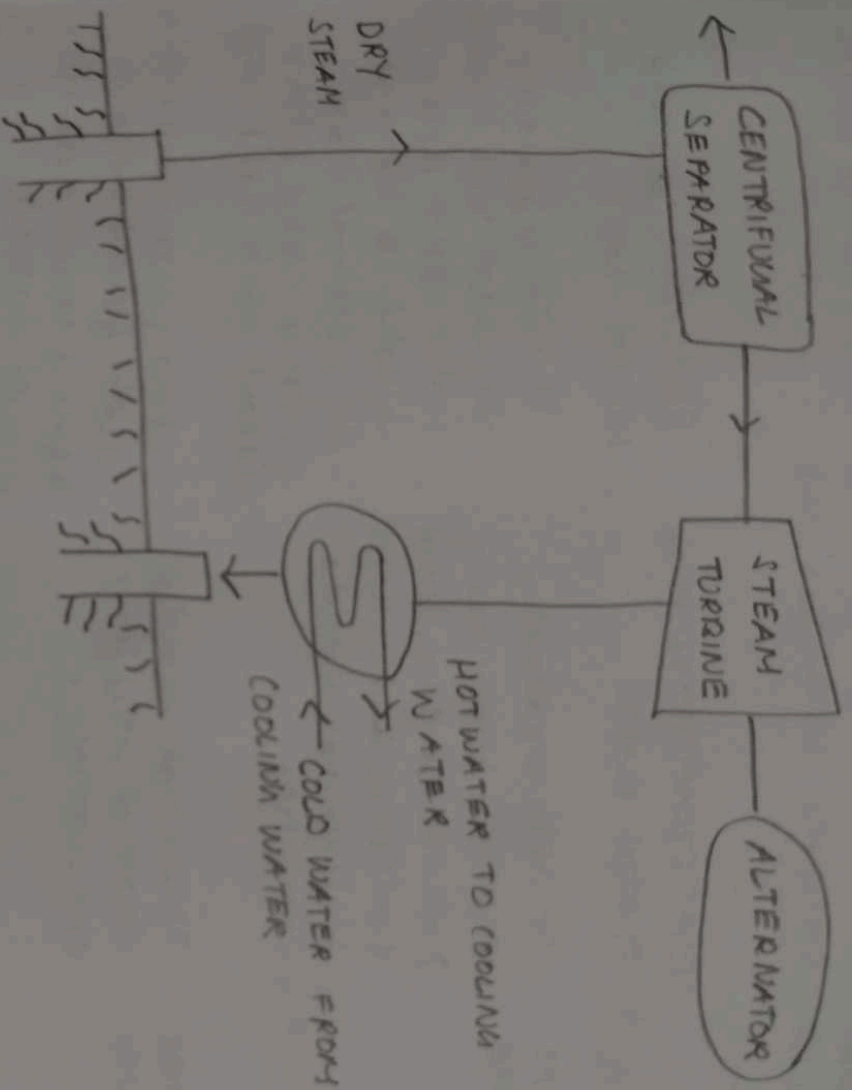 CENTRIFUGAL
SEPARATOR
STEAM
TURBINE
ALTERNATOR
DRY
STEAM
HOT WATER TO COOLING
WATER
COLD WATER FROM
COOLING WATER